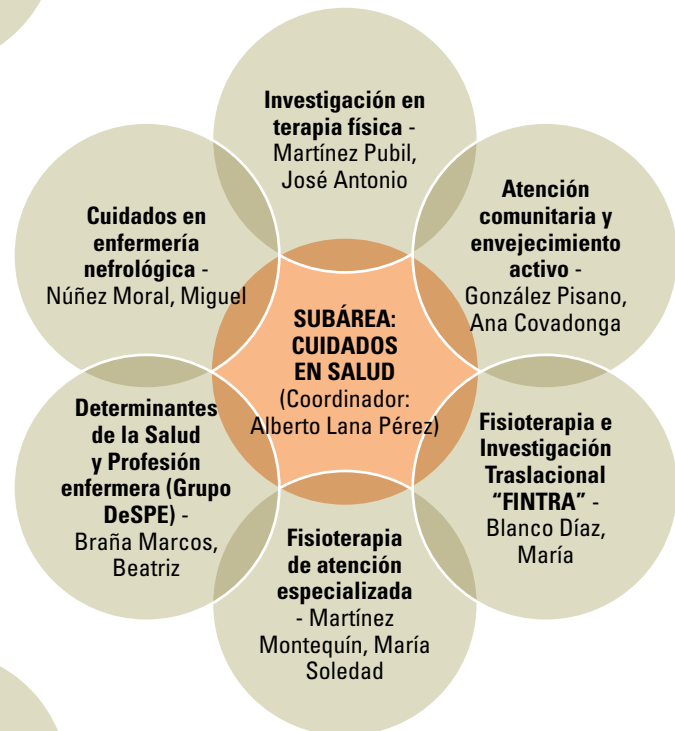 Investigación en
terapia física -
Martínez Pubil,
José Antonio
Atención
comunitaria y
envejecimiento
activo -
González Pisano,
Ana Covadonga
Cuidados en
enfermería
nefrológica -
Núñez Moral, Miguel
SUBÁREA:
CUIDADOS
EN SALUD
(Coordinador:
Alberto Lana Pérez)
Determinantes
de la Salud
y Profesión
enfermera (Grupo
DeSPE) -
Braña Marcos,
Beatriz
Fisioterapia e
Investigación
Traslacional
"FINTRA" -
Blanco Díaz,
María
Fisioterapia
de atención
especializada
- Martínez
Montequín, María
Soledad